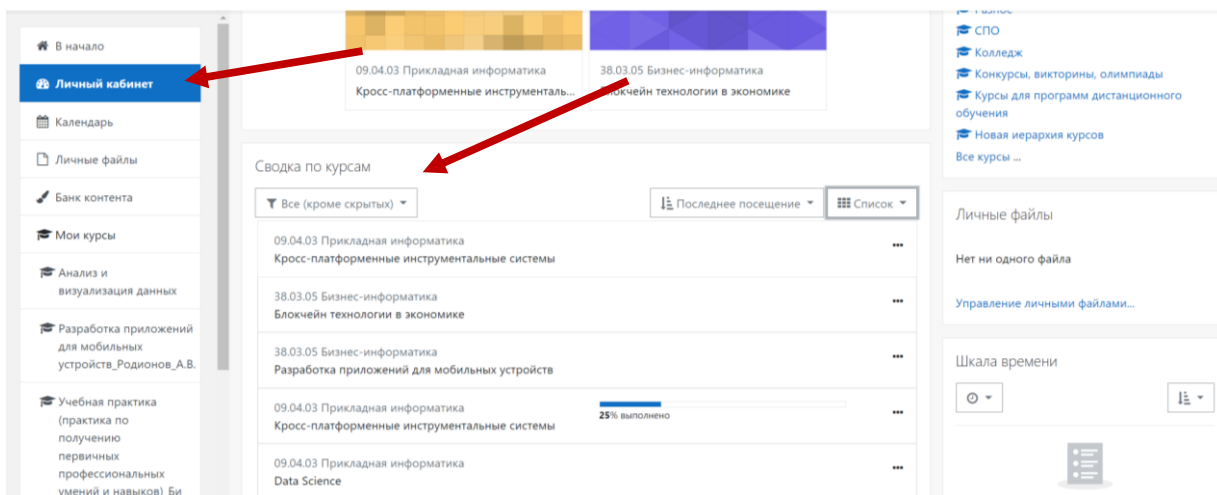 В начало
Личный кабинет
Календарь
Личные файлы
Банк контента
Мои курсы
Анализ и
визуализация данных
Разработка приложений
для мобильных
устройств_Родионов_А.В.
Учебная практика
(практика по
получению
первичных
профессиональных
умений и навыков)_Би
09.04.03 Прикладная информатика
Кросс-платформенные инструменталь...
38.03.05 Бизнес-информатика
Блокчейн технологии в экономике
Сводка по курсам
Все (кроме скрытых)
Последнее посещение
Список
09.04.03 Прикладная информатика
Кросс-платформенные инструментальные системы
38.03.05 Бизнес-информатика
Блокчейн технологии в экономике
38.03.05 Бизнес-информатика
Разработка приложений для мобильных устройств
09.04.03 Прикладная информатика
Кросс-платформенные инструментальные системы
25% выполнено
09.04.03 Прикладная информатика
Data Science
Разное
СПО
Колледж
Конкурсы, викторины, олимпиады
Курсы для программ дистанционного
обучения
Новая иерархия курсов
Все курсы ...
Личные файлы
Нет ни одного файла
Управление личными файлами...
Шкала времени